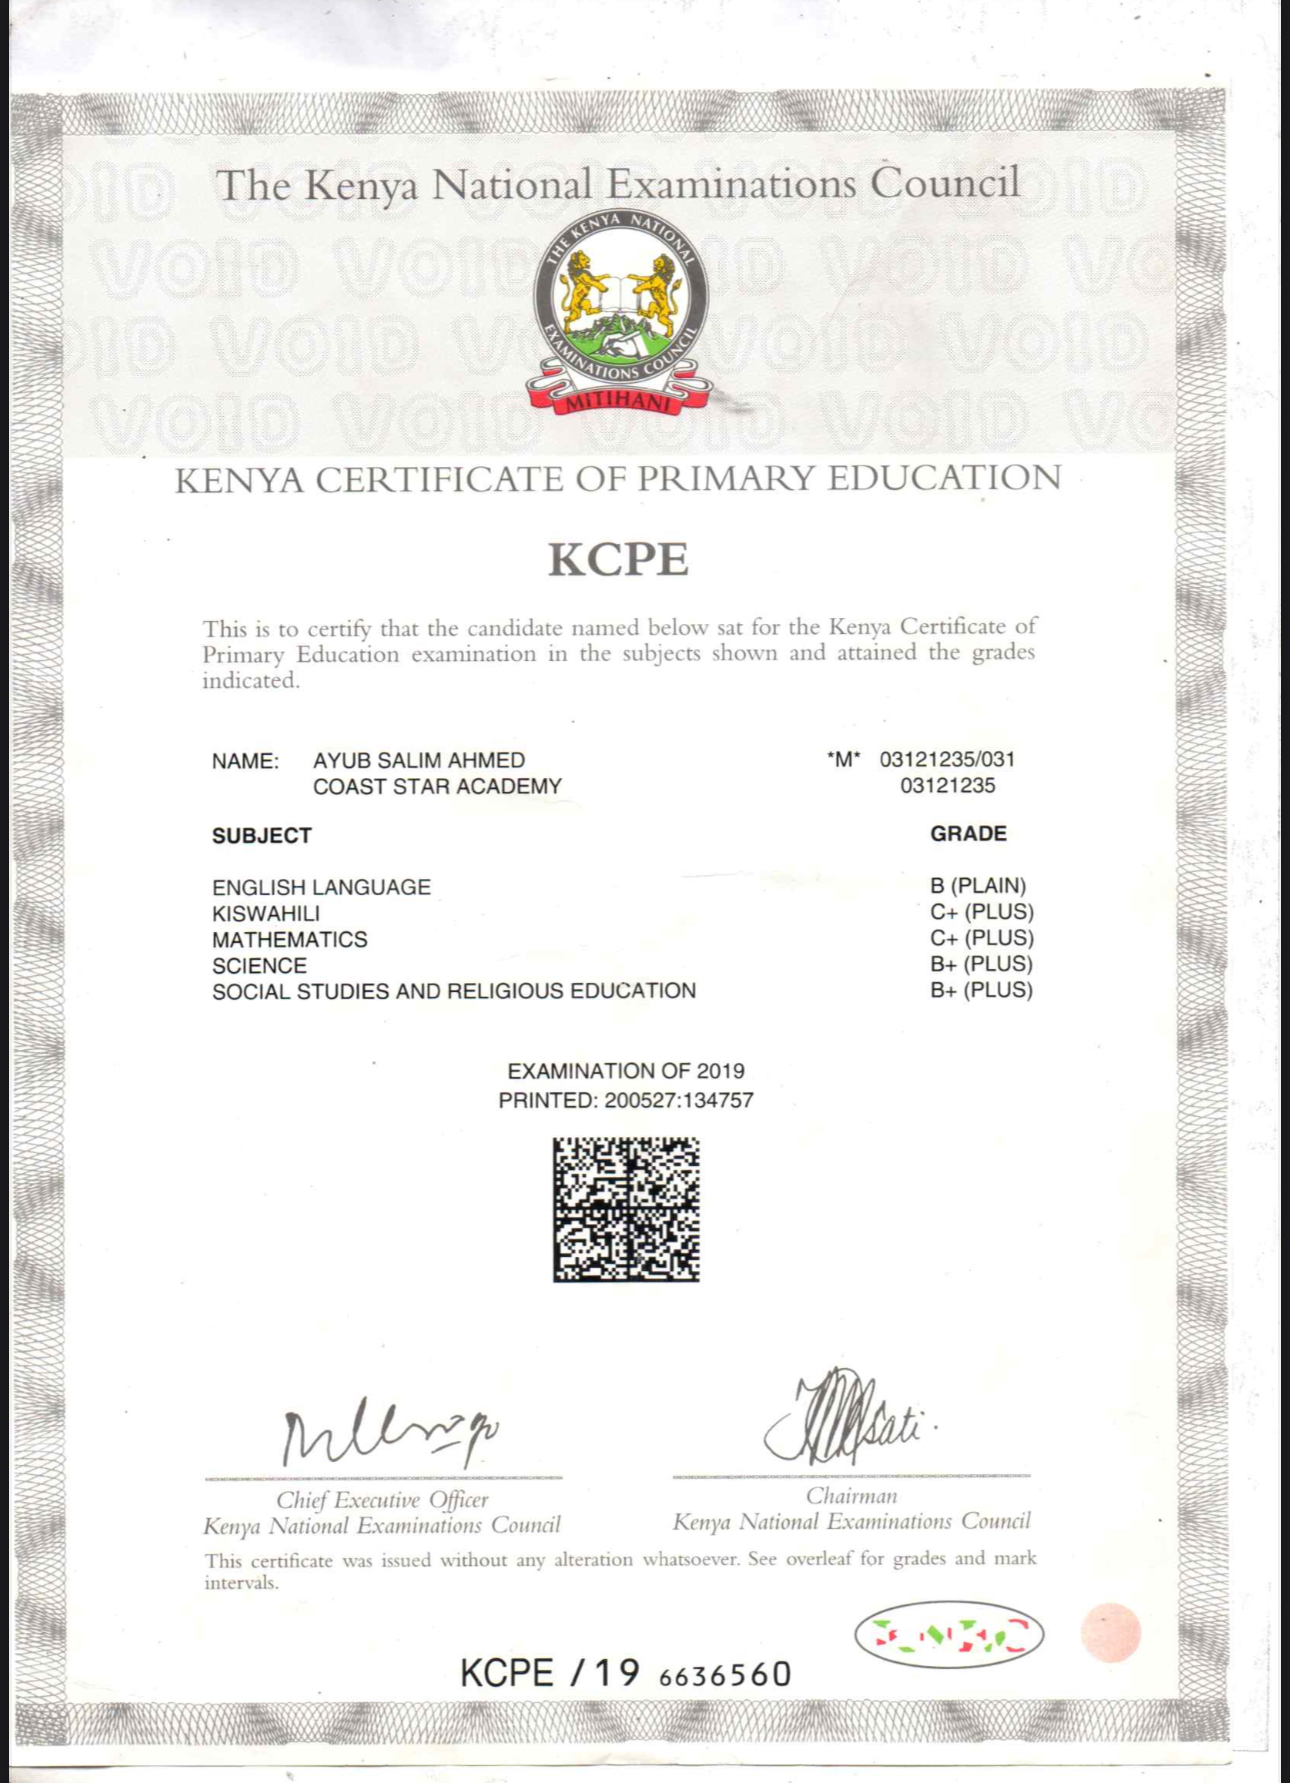 The Kenya National Examinations Council
THE KENYA NATIONAL
EXAMINATIONS COUNCIL
MITIHANI
VOID VOID VOID VOID
KENYA CERTIFICATE OF PRIMARY EDUCATION
KCPE
This is to certify that the candidate named below sat for the Kenya Certificate of
Primary Education examination in the subjects shown and attained the grades
indicated.
NAME: AYUB SALIM AHMED *M* 03121235/031
COAST STAR ACADEMY 03121235
SUBJECT GRADE
ENGLISH LANGUAGE B (PLAIN)
KISWAHILI C+ (PLUS)
MATHEMATICS C+ (PLUS)
SCIENCE B+ (PLUS)
SOCIAL STUDIES AND RELIGIOUS EDUCATION B+ (PLUS)
EXAMINATION OF 2019
PRINTED: 200527:134757
Chief Executive Officer
Kenya National Examinations Council
Chairman
Kenya National Examinations Council
This certificate was issued without any alteration whatsoever. See overleaf for grades and mark
intervals.
KCPE / 19 6636560